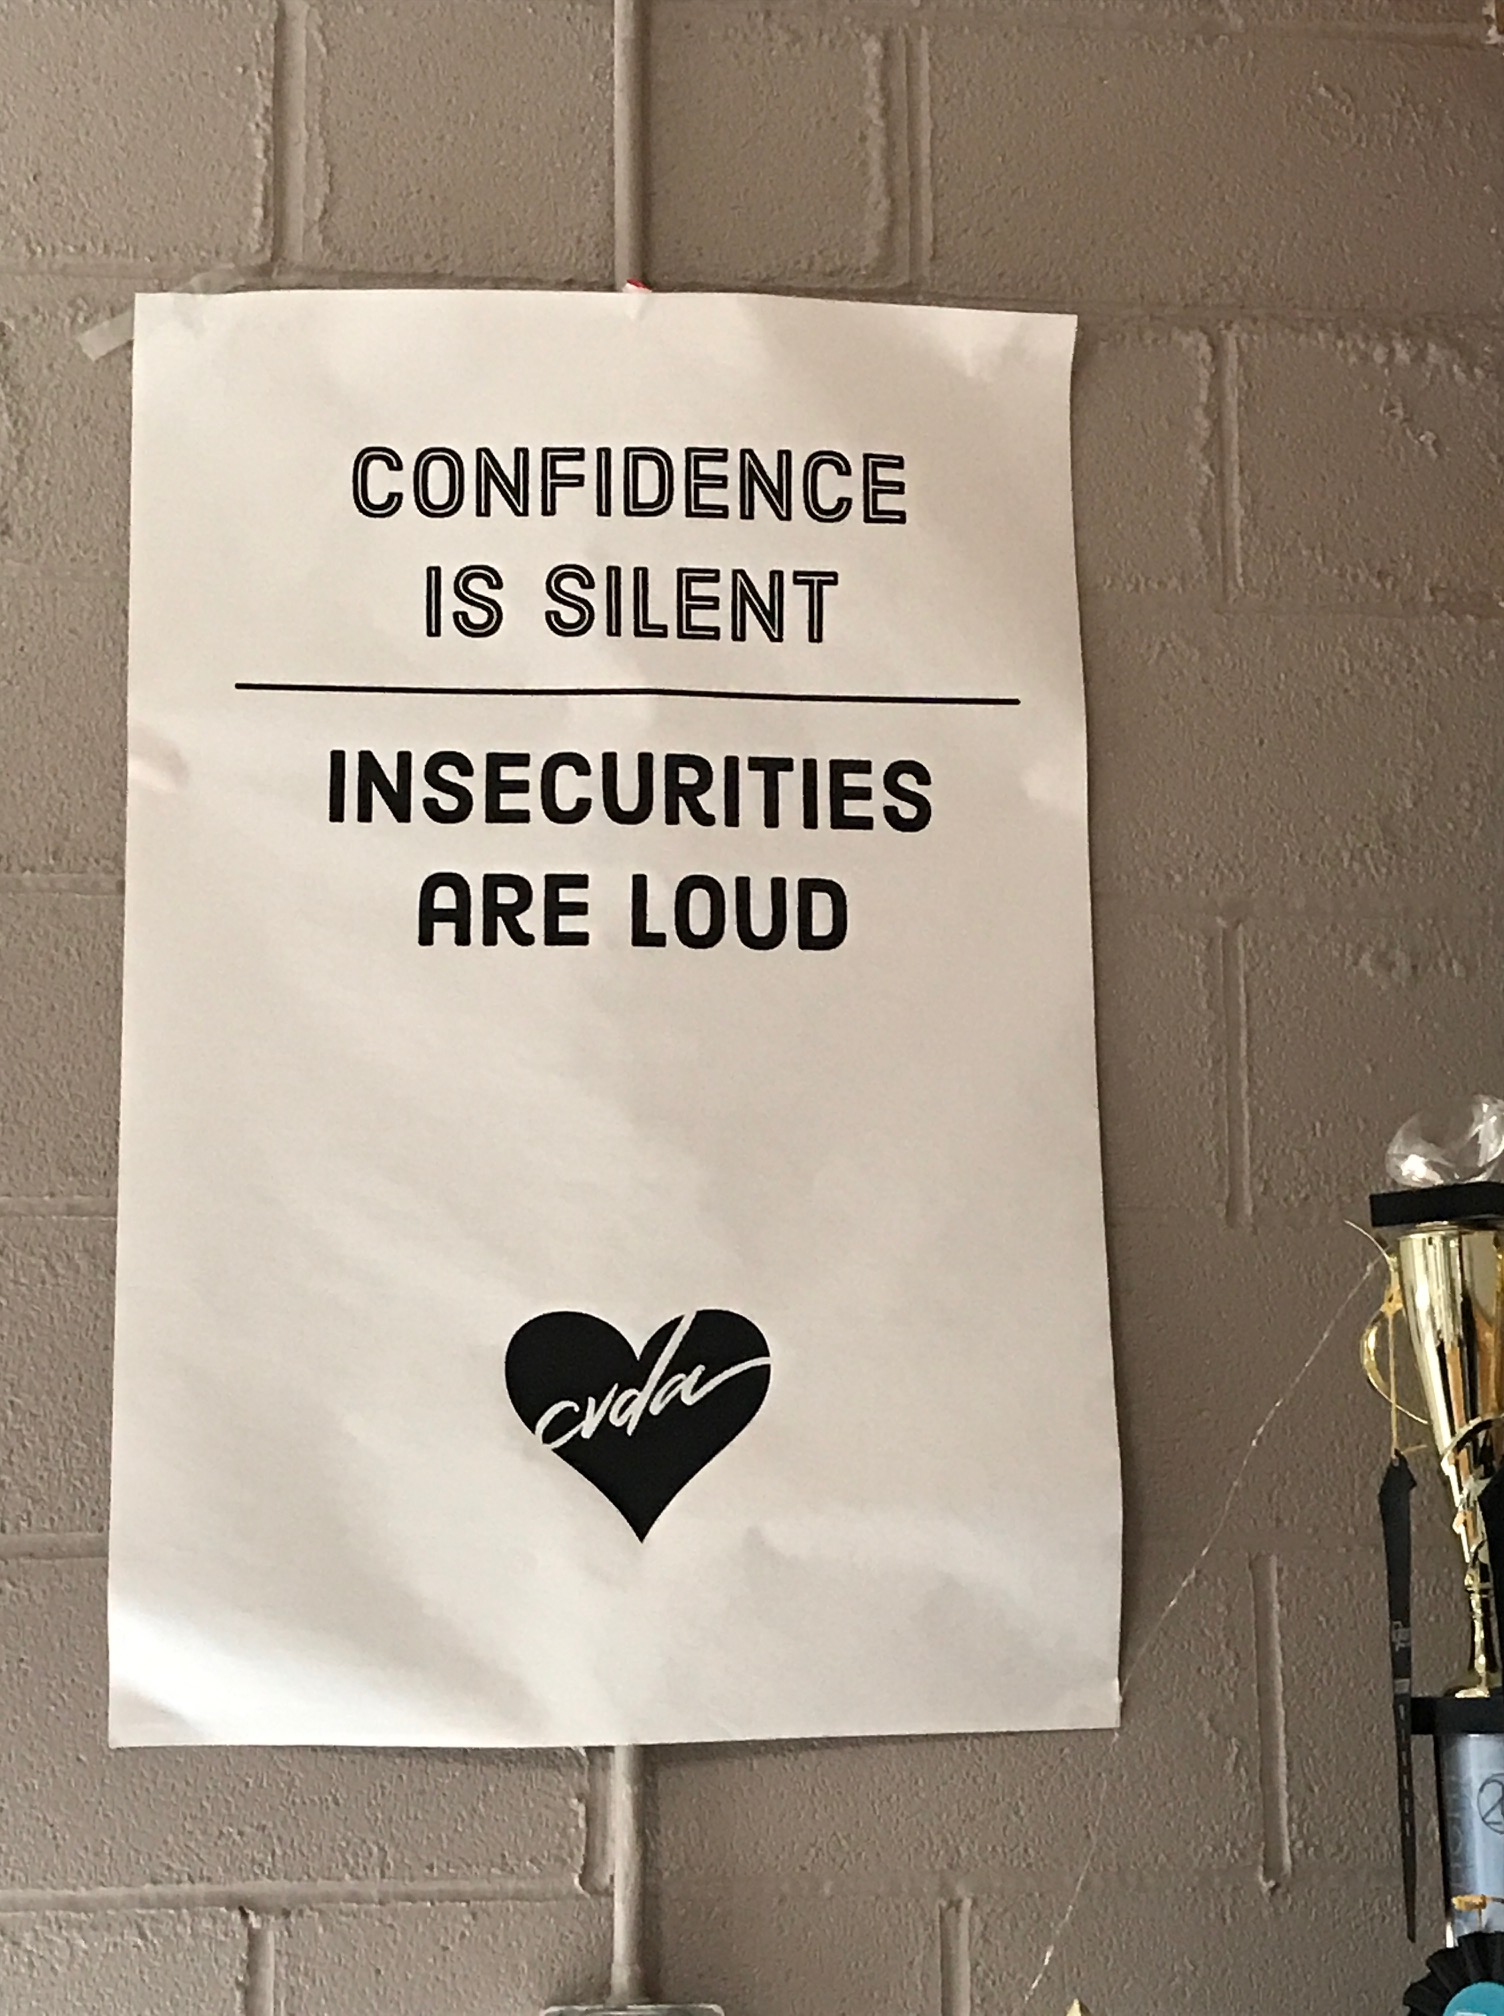 CONFIDENCE
IS SILENT
INSECURITIES
ARE LOUD
cvda